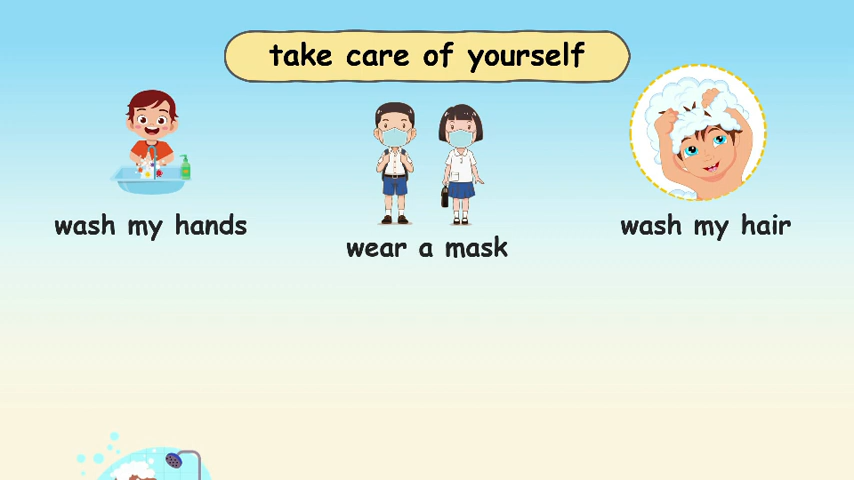 take care of yourself
wash my hands
wear a mask
wash my hair